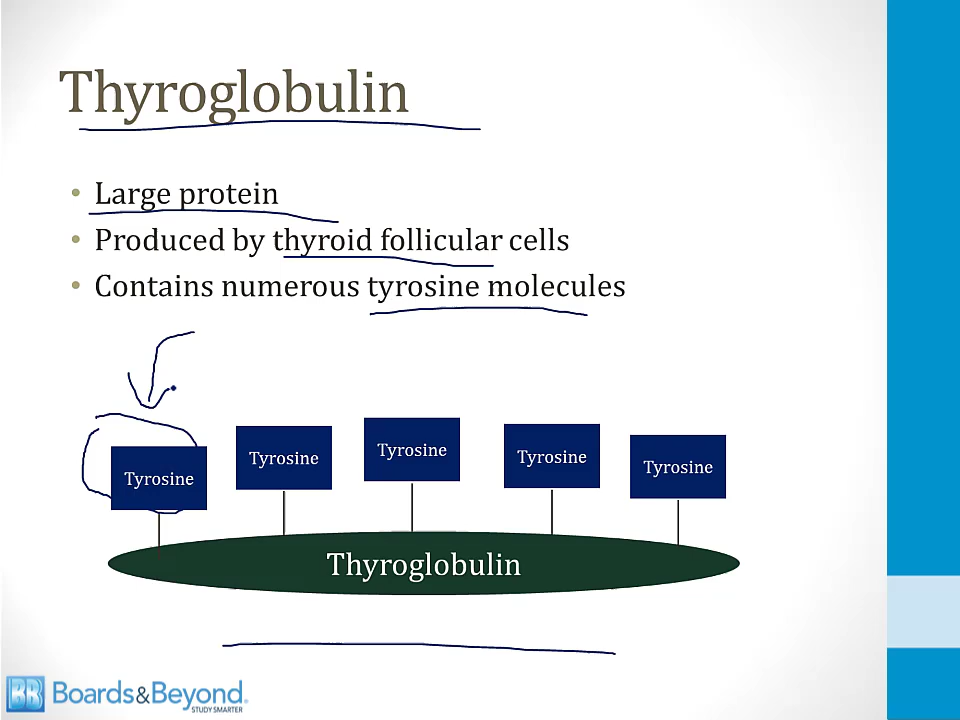 Thyroglobulin
• Large protein
• Produced by thyroid follicular cells
• Contains numerous tyrosine molecules
Tyrosine Tyrosine Tyrosine Tyrosine Tyrosine
Thyroglobulin
BB Boards&Beyond.
STUDY SMARTER